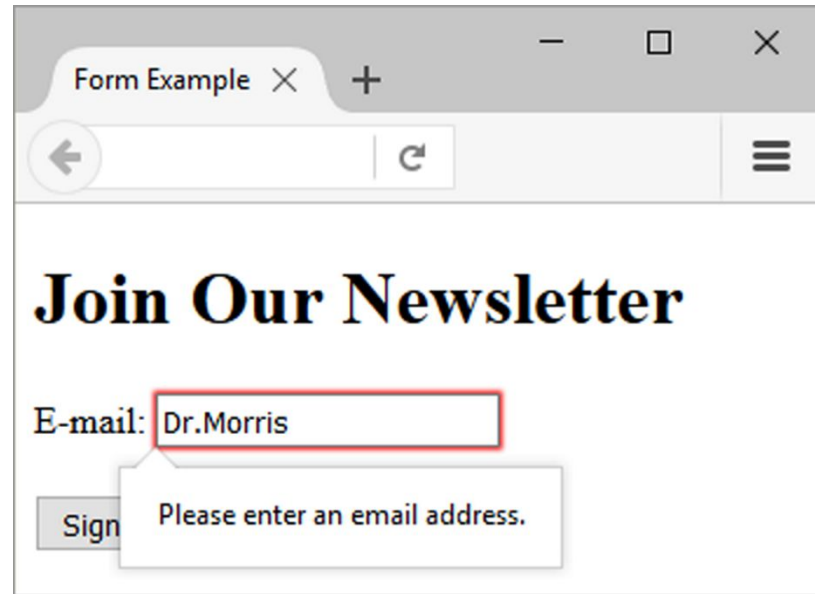 Form Example
Join Our Newsletter
E-mail: Dr.Morris
Please enter an email address.
Sign